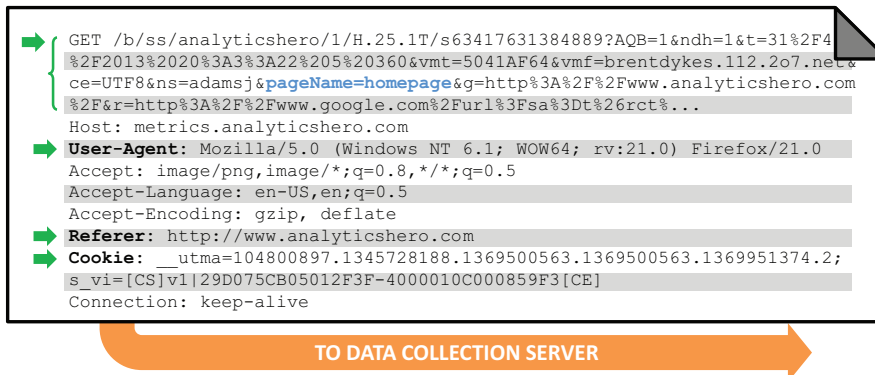 GET /b/ss/analyticshero/1/H.25.1T/s63417631384889?AQB=1&ndh=1&t=31%2F4
%2F2013%2020%3A3%3A22%205%20360&vmt=5041AF64&vmf=brentdykes.112.2o7.net&
ce=UTF8&ns=adamsj&pageName=homepage&g=http%3A%2F%2Fwww.analyticshero.com
%2F&r=http%3A%2F%2Fwww.google.com%2Furl%3Fsa%3Dt%26rct%...
Host: metrics.analyticshero.com
User-Agent: Mozilla/5.0 (Windows NT 6.1; WOW64; rv:21.0) Firefox/21.0
Accept: image/png,image/*;q=0.8,*/*;q=0.5
Accept-Language: en-US,en;q=0.5
Accept-Encoding: gzip, deflate
Referer: http://www.analyticshero.com
Cookie: __utma=104800897.1345728188.1369500563.1369500563.1369951374.2;
s_vi=[CS]v1|29D075CB05012F3F-4000010C000859F3[CE]
Connection: keep-alive
TO DATA COLLECTION SERVER